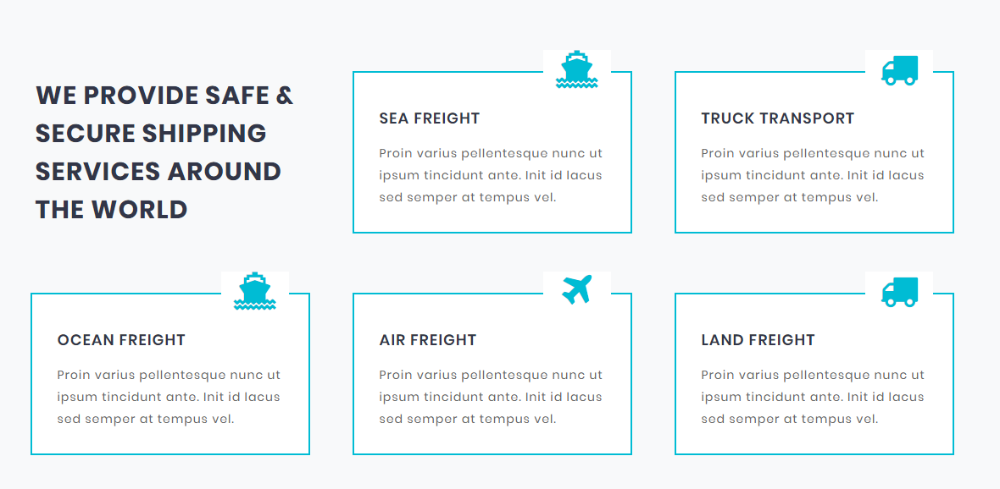 WE PROVIDE SAFE &
SECURE SHIPPING
SERVICES AROUND
THE WORLD
SEA FREIGHT
Proin varius pellentesque nunc ut
ipsum tincidunt ante. Init id lacus
sed semper at tempus vel.
TRUCK TRANSPORT
Proin varius pellentesque nunc ut
ipsum tincidunt ante. Init id lacus
sed semper at tempus vel.
OCEAN FREIGHT
Proin varius pellentesque nunc ut
ipsum tincidunt ante. Init id lacus
sed semper at tempus vel.
AIR FREIGHT
Proin varius pellentesque nunc ut
ipsum tincidunt ante. Init id lacus
sed semper at tempus vel.
LAND FREIGHT
Proin varius pellentesque nunc ut
ipsum tincidunt ante. Init id lacus
sed semper at tempus vel.